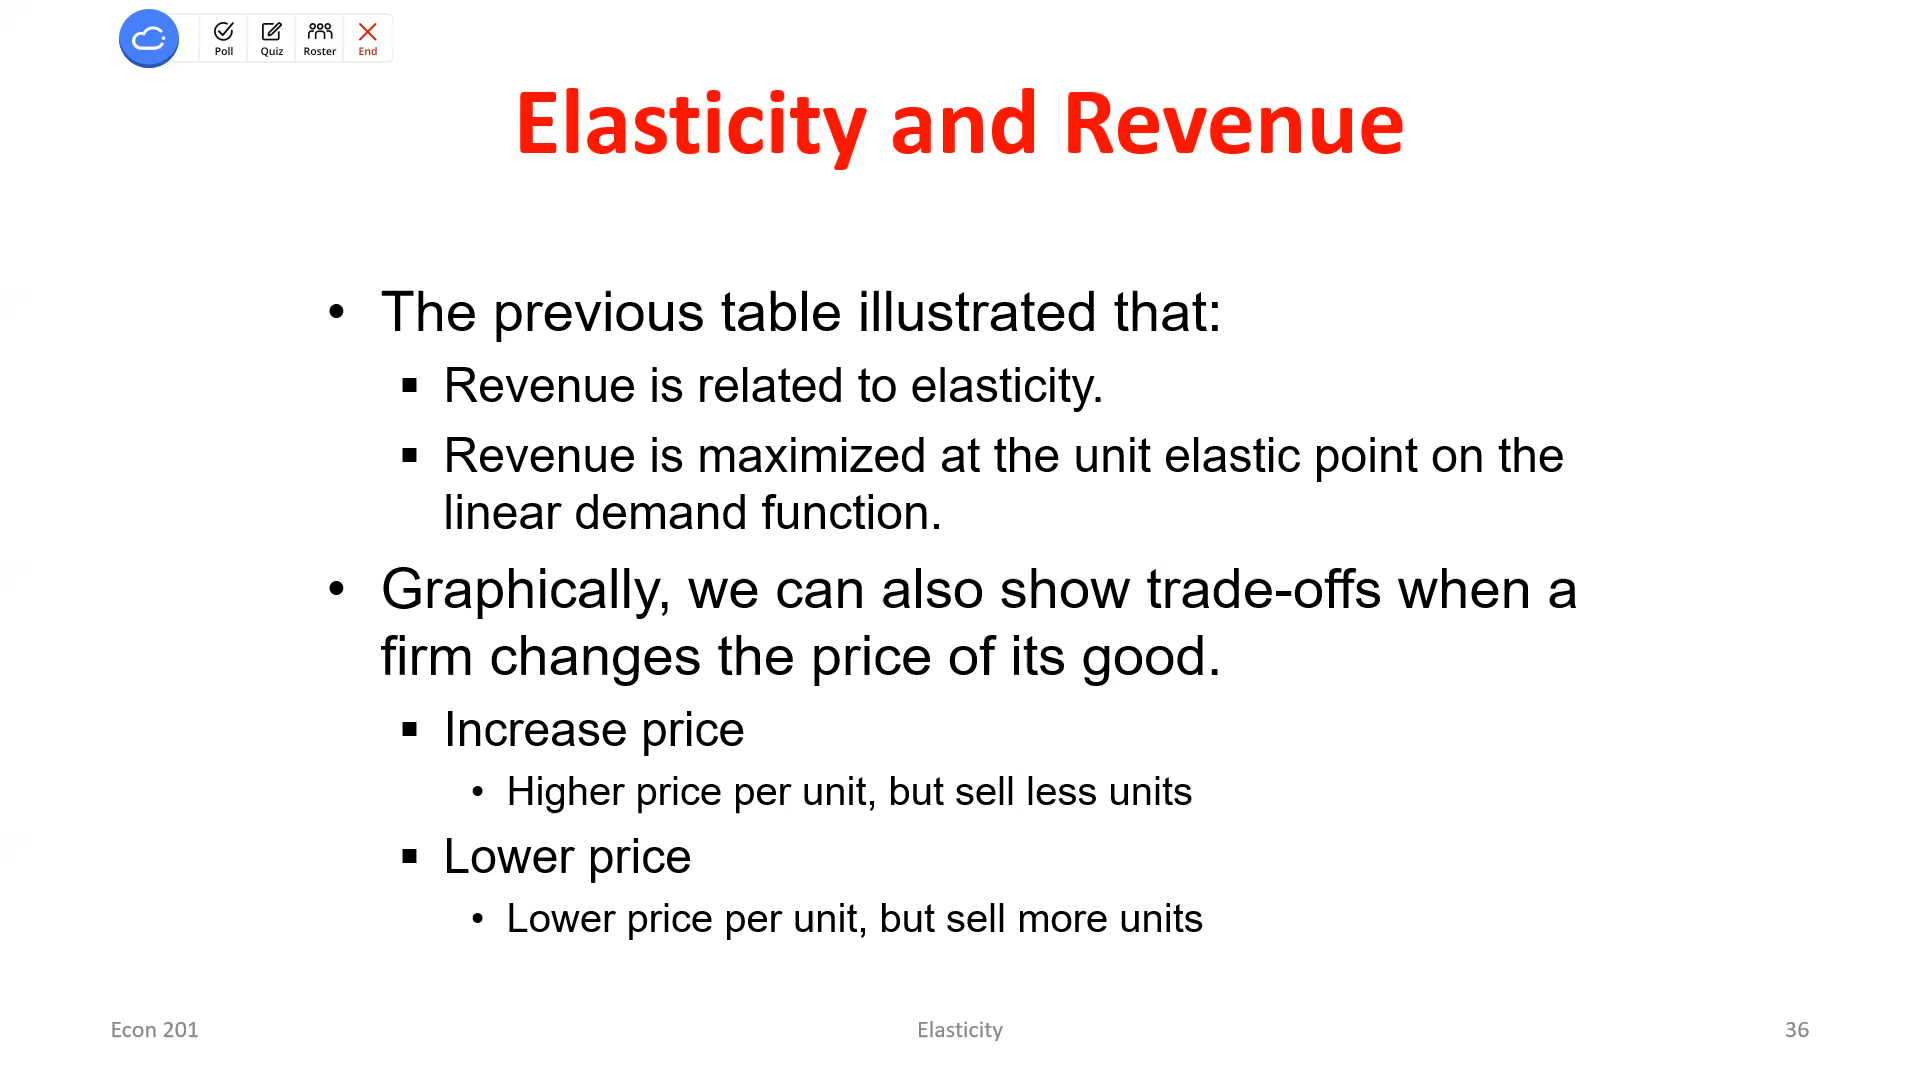 Poll Quiz Roster End
Elasticity and Revenue
• The previous table illustrated that:
▪ Revenue is related to elasticity.
▪ Revenue is maximized at the unit elastic point on the
linear demand function.
• Graphically, we can also show trade-offs when a
firm changes the price of its good.
▪ Increase price
• Higher price per unit, but sell less units
▪ Lower price
• Lower price per unit, but sell more units
Econ 201 Elasticity 36